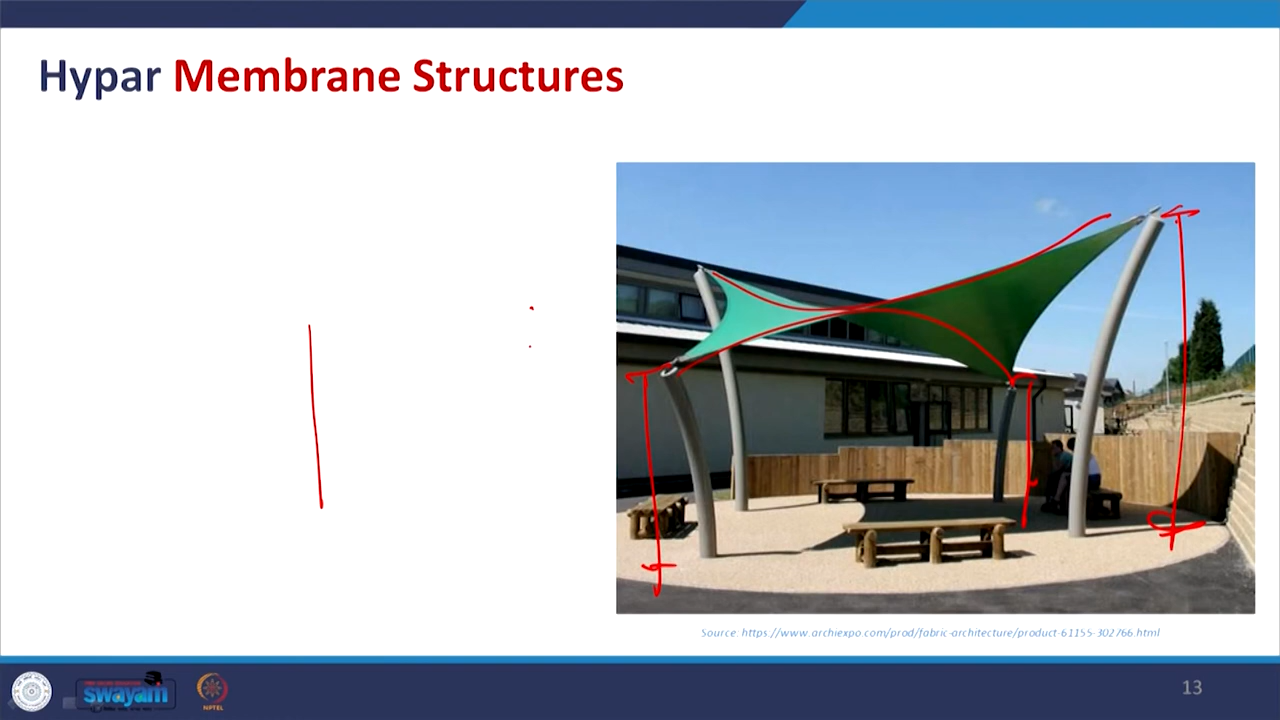 Hypar Membrane Structures
Source: https://www.archiexpo.com/prod/fabric-architecture/product-61155-302766.html
swayam
NPTEL
13